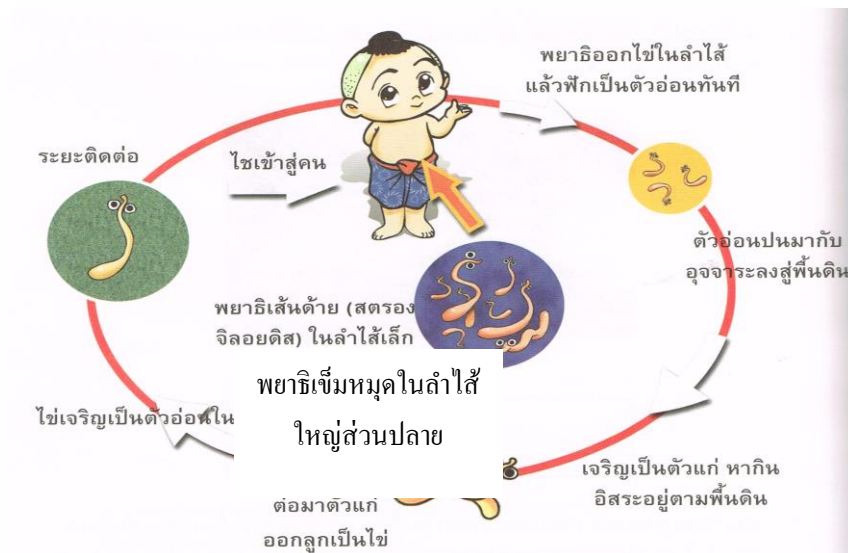 พยาธิออกไข่ในลำไส้
แล้วฟักเป็นตัวอ่อนทันที
ระยะติดต่อ
ไชเข้าสู่คน
ตัวอ่อนปนมากับ
อุจจาระลงสู่พื้นดิน
พยาธิเส้นด้าย (สตรอง
จิลอยดิส) ในลำไส้เล็ก
พยาธิเข็มหมุดในลำไส้
ใหญ่ส่วนปลาย
ไข่เจริญเป็นตัวอ่อนใน
เจริญเป็นตัวแก่ หากิน
อิสระอยู่ตามพื้นดิน
ต่อมาตัวแก่
ออกลูกเป็นไข่